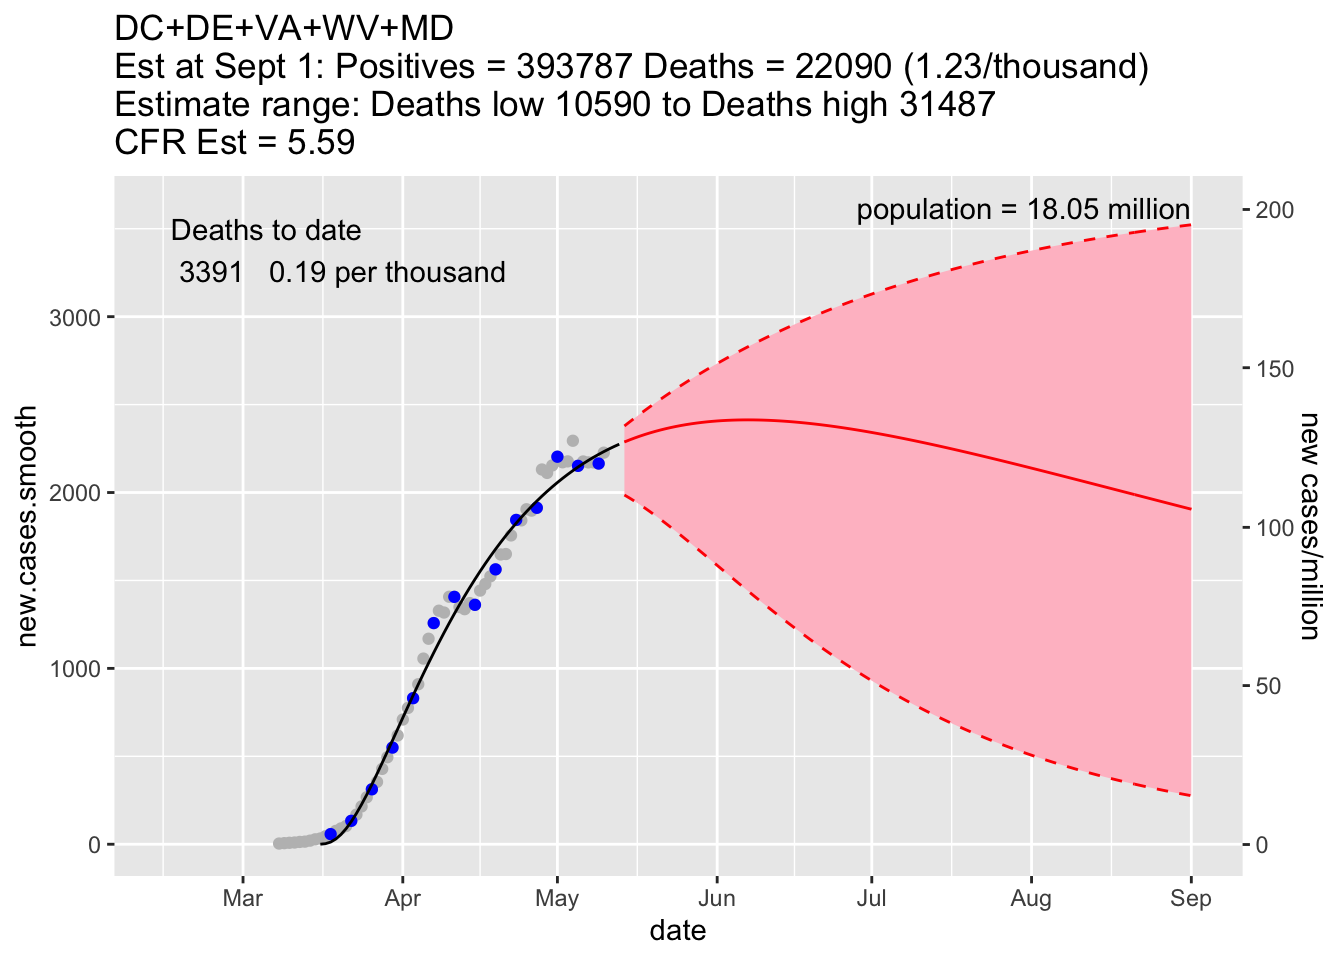 DC+DE+VA+WV+MD
Est at Sept 1: Positives = 393787 Deaths = 22090 (1.23/thousand)
Estimate range: Deaths low 10590 to Deaths high 31487
CFR Est = 5.59
population = 18.05 million
Deaths to date
3391 0.19 per thousand
new.cases.smooth
3000
2000
1000
0
200
150
100
50
0
new cases/million
Mar Apr May Jun Jul Aug Sep
date